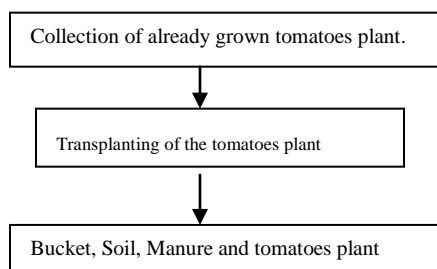 Collection of already grown tomatoes plant.
Transplanting of the tomatoes plant
Bucket, Soil, Manure and tomatoes plant